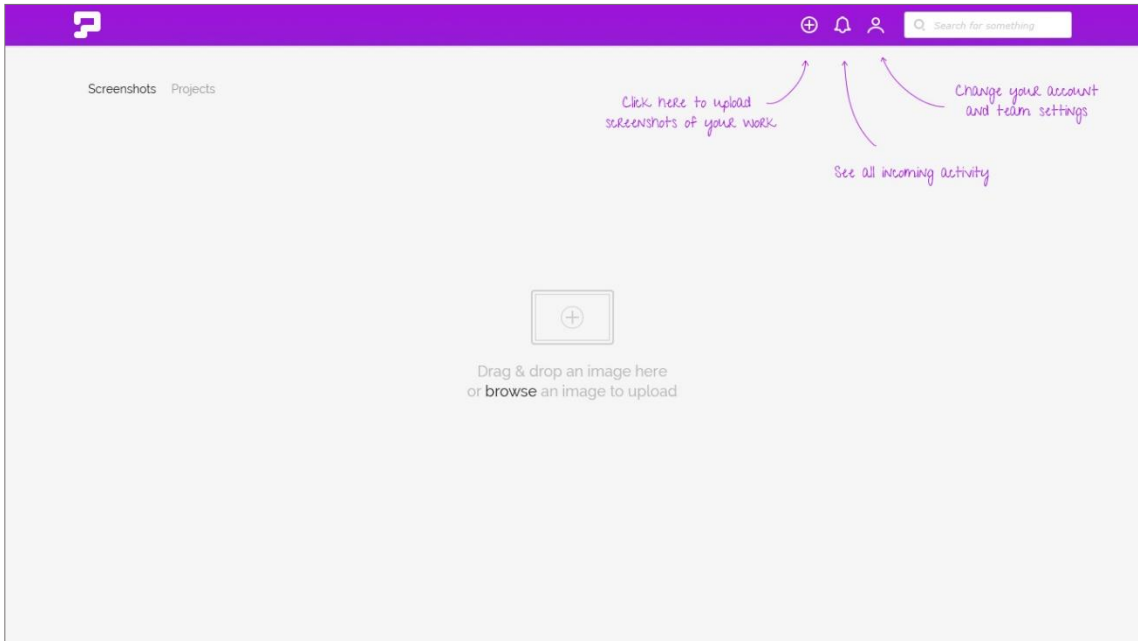 Search for something
Screenshots Projects
Click here to upload
screenshots of your work
Change your account
and team settings
See all incoming activity
Drag & drop an image here
or browse an image to upload